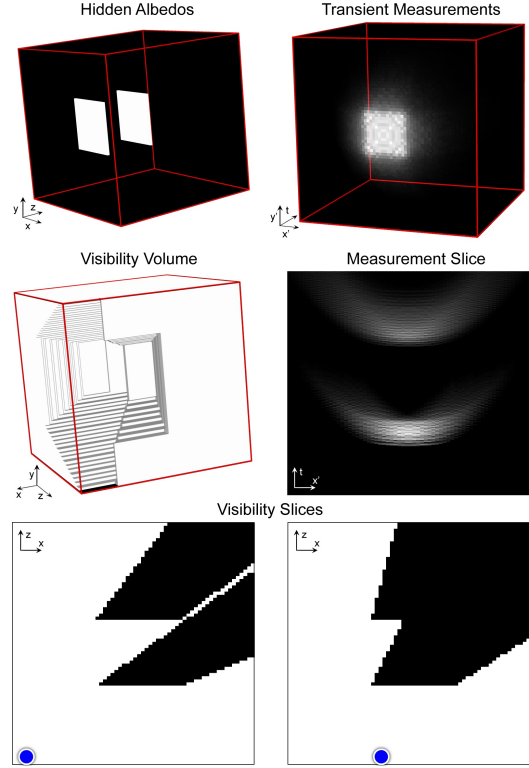 Hidden Albedos
Transient Measurements
y
z
x
y'
t
x'
Visibility Volume
Measurement Slice
y
x
z
t
x'
Visibility Slices
z
x
z
x